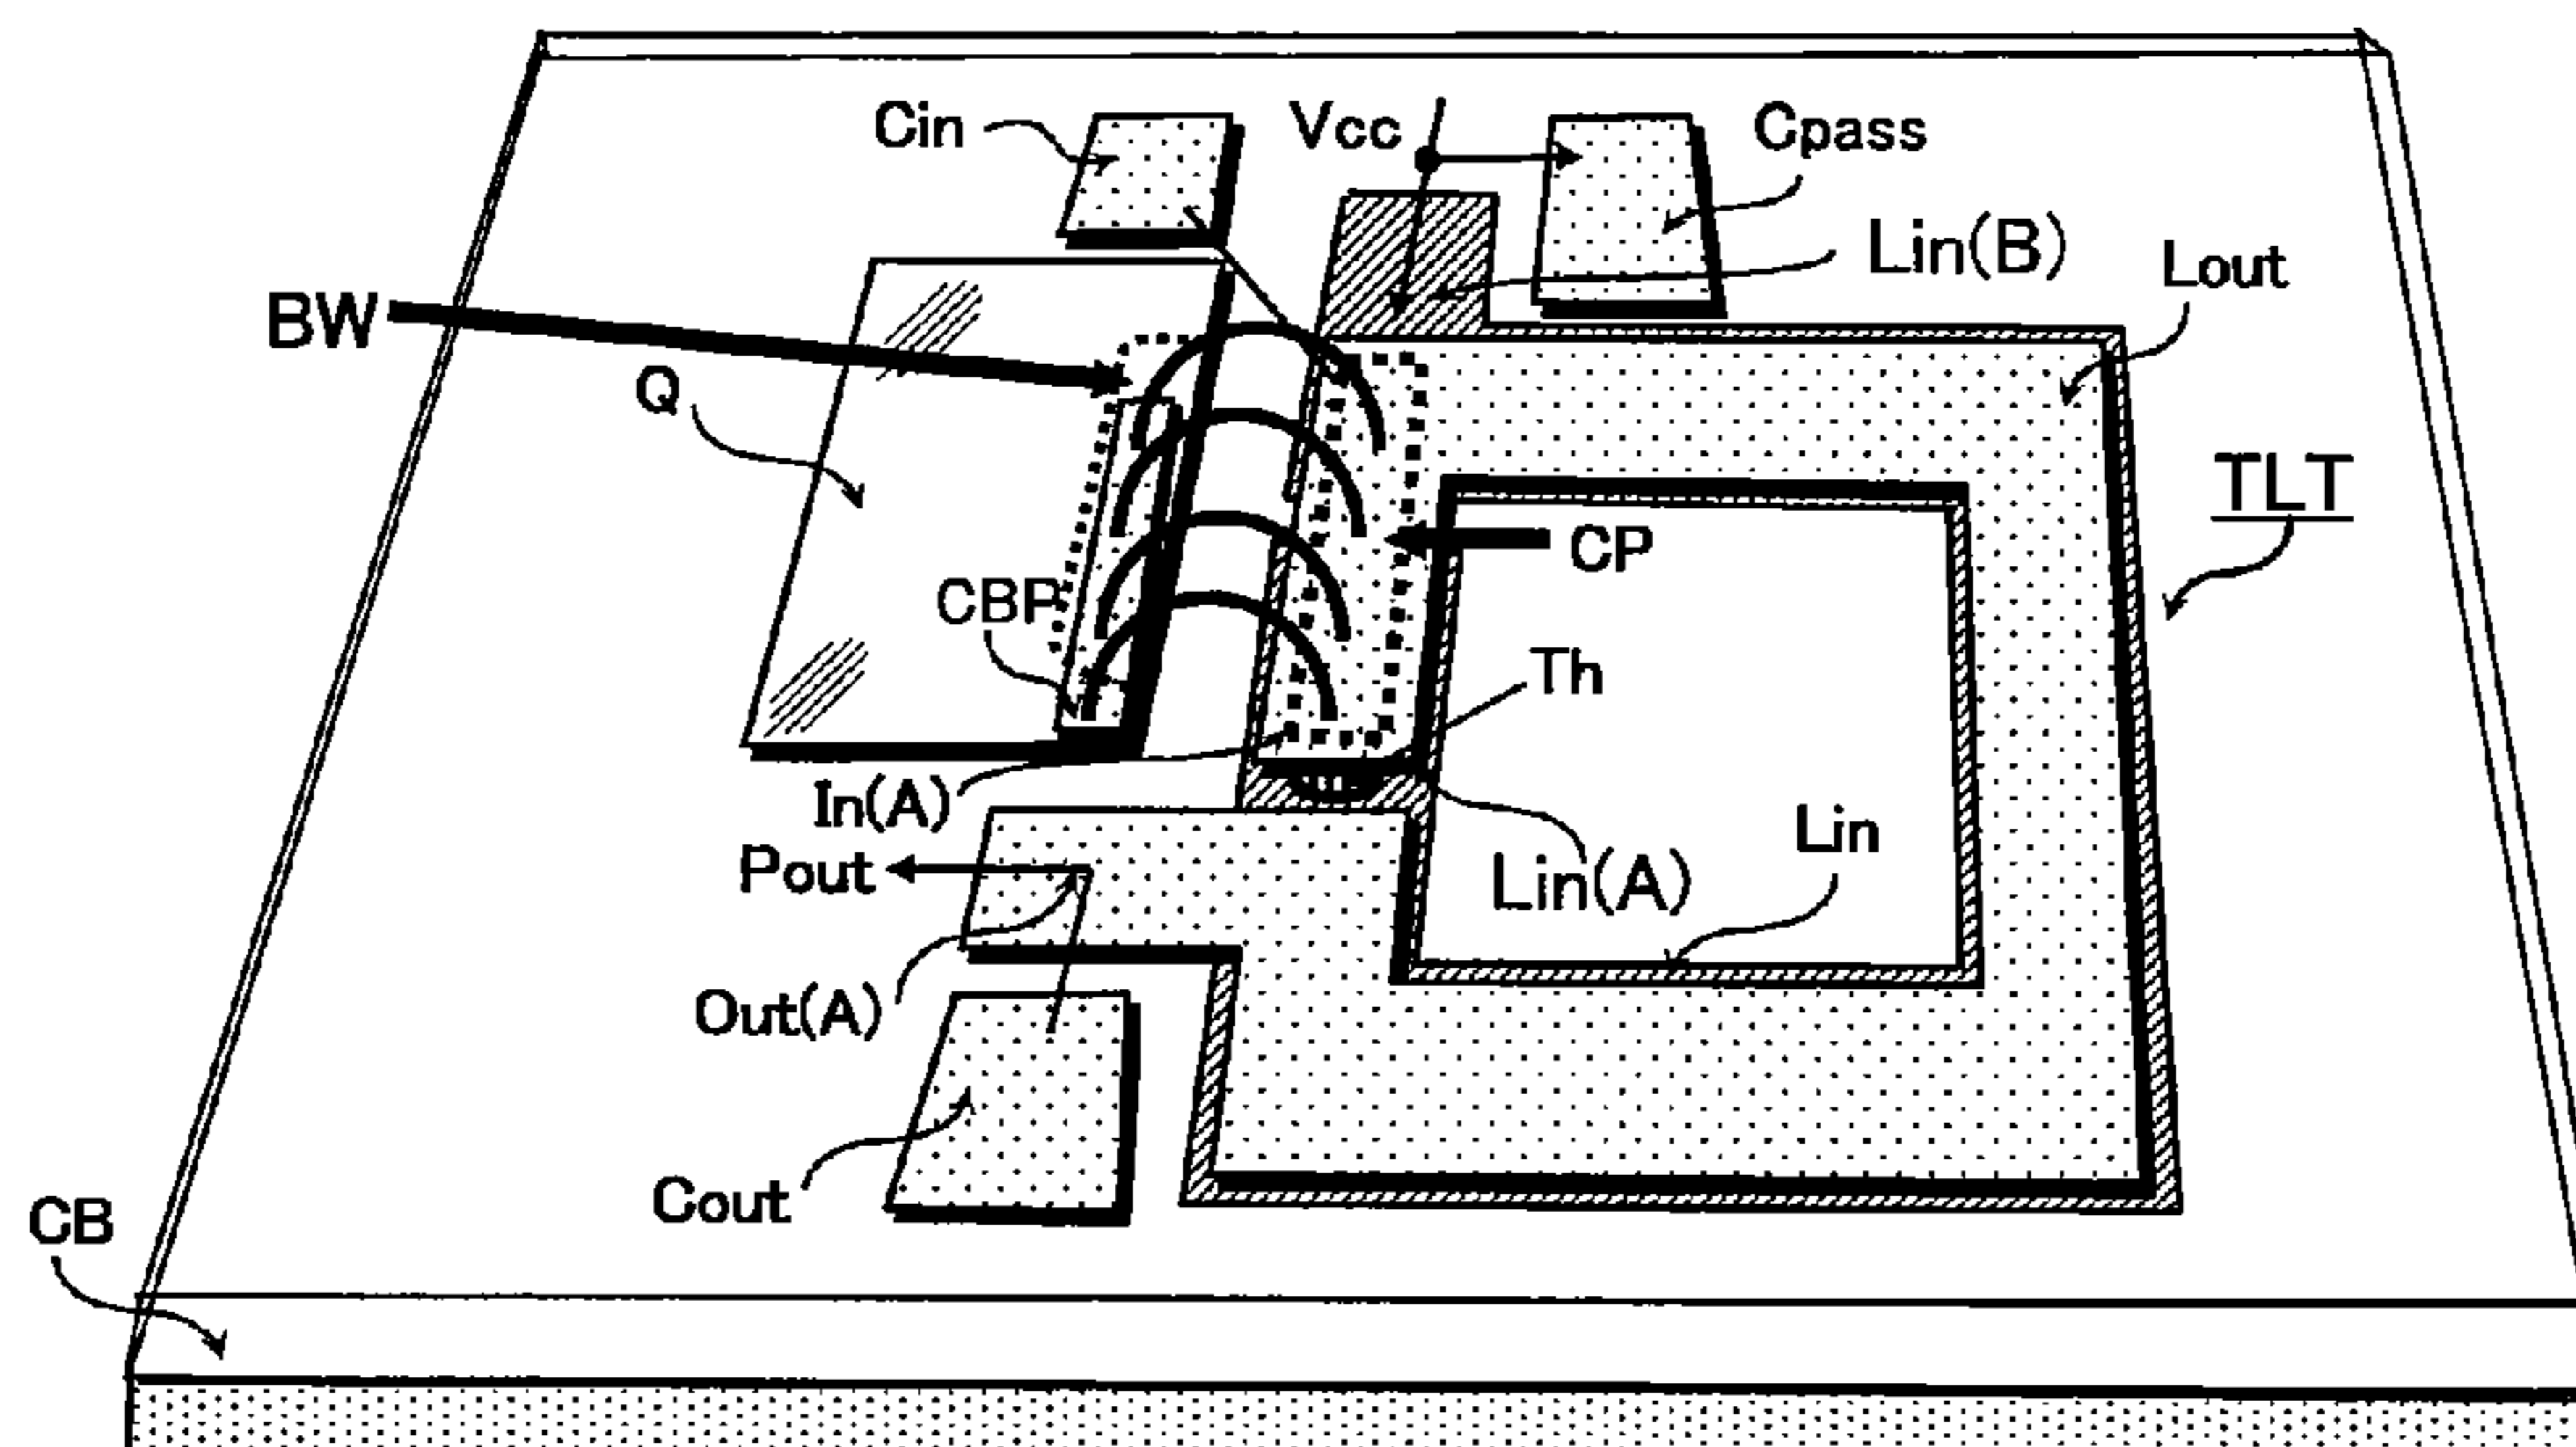 Cin
Vcc
Cpass
Lin(B)
Lout
BW
Q
TLT
CP
CBP
Th
In(A)
Lin
Pout
Lin(A)
Out(A)
Cout
CB